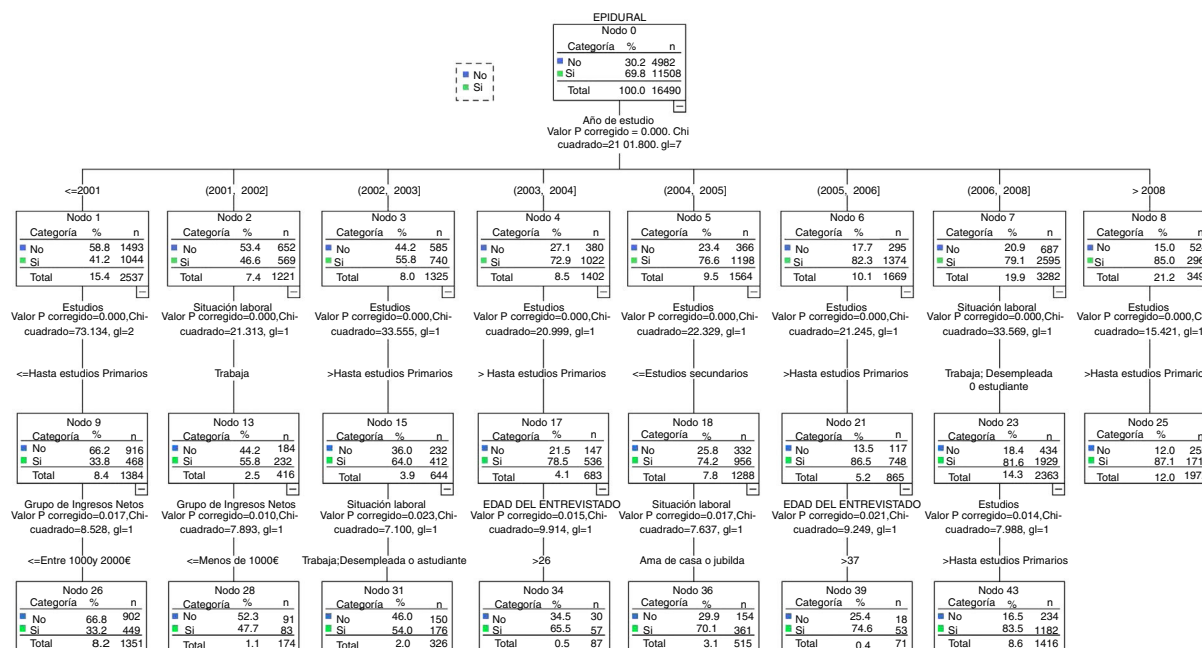 EPIDURAL
Nodo 0
Categoría % n
No 30.2 4982
Si 69.8 11508
Total 100.0 16490
No
Si
Año de estudio
Valor P corregido = 0.000. Chi
cuadrado=21 01.800. gl=7
<=2001
(2001, 2002]
(2002, 2003]
(2003, 2004]
(2004, 2005]
(2005, 2006]
(2006, 2008]
> 2008
Nodo 1
Categoría % n
No 58.8 1493
Si 41.2 1044
Total 15.4 2537
Nodo 2
Categoría % n
No 53.4 652
Si 46.6 569
Total 7.4 1221
Nodo 3
Categoría % n
No 44.2 585
Si 55.8 740
Total 8.0 1325
Nodo 4
Categoría % n
No 27.1 380
Si 72.9 1022
Total 8.5 1402
Nodo 5
Categoría % n
No 23.4 366
Si 76.6 1198
Total 9.5 1564
Nodo 6
Categoría % n
No 17.7 295
Si 82.3 1374
Total 10.1 1669
Nodo 7
Categoría % n
No 20.9 687
Si 79.1 2595
Total 19.9 3282
Nodo 8
Categoría % n
No 15.0 52
Si 85.0 296
Total 21.2 349
Estudios
Valor P corregido=0.000,Chi-
cuadrado=73.134, gl=2
Situación laboral
Valor P corregido=0.000,Chi-
cuadrado=21.313, gl=1
Estudios
Valor P corregido=0.000,Chi-
cuadrado=33.555, gl=1
Estudios
Valor P corregido=0.000,Chi-
cuadrado=20.999, gl=1
Estudios
Valor P corregido=0.000,Chi-
cuadrado=22.329, gl=1
Estudios
Valor P corregido=0.000,Chi-
cuadrado=21.245, gl=1
Situación laboral
Valor P corregido=0.000,Chi-
cuadrado=33.569, gl=1
Estudios
Valor P corregido=0.000,C
cuadrado=15.421, gl=1
<=Hasta estudios Primarios
Trabaja
>Hasta estudios Primarios
> Hasta estudios Primarios
<=Estudios secundarios
>Hasta estudios Primarios
Trabaja; Desempleada
0 estudiante
>Hasta estudios Primario
Nodo 9
Categoría % n
No 66.2 916
Si 33.8 468
Total 8.4 1384
Nodo 13
Categoría % n
No 44.2 184
Si 55.8 232
Total 2.5 416
Nodo 15
Categoría % n
No 36.0 232
Si 64.0 412
Total 3.9 644
Nodo 17
Categoría % n
No 21.5 147
Si 78.5 536
Total 4.1 683
Nodo 18
Categoría % n
No 25.8 332
Si 74.2 956
Total 7.8 1288
Nodo 21
Categoría % n
No 13.5 117
Si 86.5 748
Total 5.2 865
Nodo 23
Categoría % n
No 18.4 434
Si 81.6 1929
Total 14.3 2363
Nodo 25
Categoría % n
No 12.0 25
Si 87.1 171
Total 12.0 197
Grupo de Ingresos Netos
Valor P corregido=0.017,Chi-
cuadrado=8.528, gl=1
Grupo de Ingresos Netos
Valor P corregido=0.010,Chi-
cuadrado=7.893, gl=1
Situación laboral
Valor P corregido=0.023,Chi-
cuadrado=7.100, gl=1
EDAD DEL ENTREVISTADO
Valor P corregido=0.015,Chi-
cuadrado=9.914, gl=1
Situación laboral
Valor P corregido=0.017,Chi-
cuadrado=7.637, gl=1
EDAD DEL ENTREVISTADO
Valor P corregido=0.021,Chi-
cuadrado=9.249, gl=1
Estudios
Valor P corregido=0.014,Chi-
cuadrado=7.988, gl=1
<=Entre 1000y 2000€
<=Menos de 1000€
Trabaja;Desempleada o astudiante
>26
Ama de casa o jubilda
>37
>Hasta estudios Primarios
Nodo 26
Categoría % n
No 66.8 902
Si 33.2 449
Total 8.2 1351
Nodo 28
Categoría % n
No 52.3 91
Si 47.7 83
Total 1.1 174
Nodo 31
Categoría % n
No 46.0 150
Si 54.0 176
Total 2.0 326
Nodo 34
Categoría % n
No 34.5 30
Si 65.5 57
Total 0.5 87
Nodo 36
Categoría % n
No 29.9 154
Si 70.1 361
Total 3.1 515
Nodo 39
Categoría % n
No 25.4 18
Si 74.6 53
Total 0.4 71
Nodo 43
Categoría % n
No 16.5 234
Si 83.5 1182
Total 8.6 1416